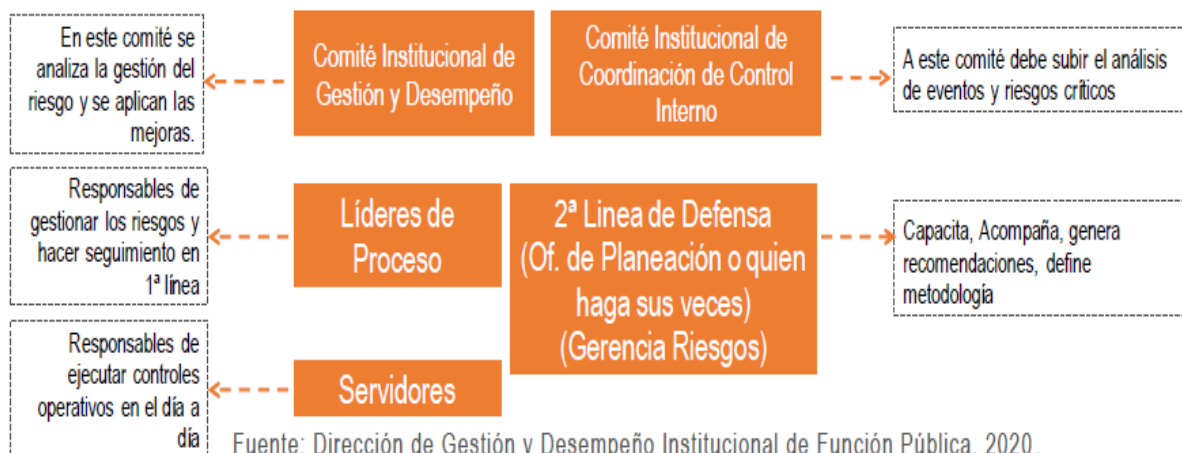 En este comité se
analiza la gestión del
riesgo y se aplican las
mejoras.
Comité Institucional de
Gestión y Desempeño
Comité Institucional de
Coordinación de Control
Interno
A este comité debe subir el análisis
de eventos y riesgos críticos
Responsables de
gestionar los riesgos y
hacer seguimiento en
1ª línea
Líderes de
Proceso
2ª Linea de Defensa
(Of. de Planeación o quien
haga sus veces)
(Gerencia Riesgos)
Capacita, Acompaña, genera
recomendaciones, define
metodología
Responsables de
ejecutar controles
operativos en el día a
día
Servidores
Fuente: Dirección de Gestión y Desempeño Institucional de Función Pública, 2020.